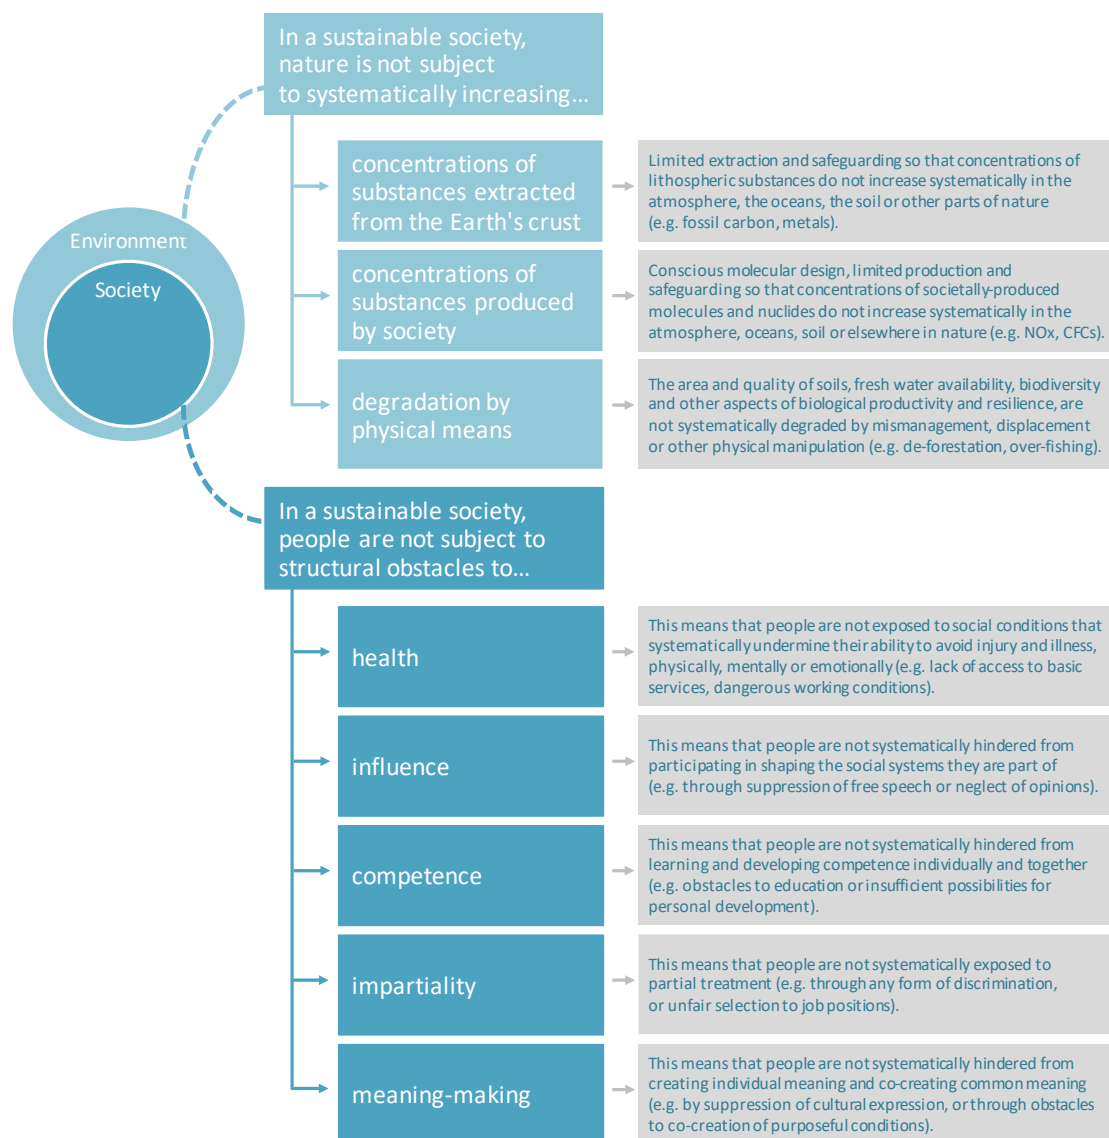 In a sustainable society,
nature is not subject
to systematically increasing...
concentrations of
substances extracted
from the Earth's crust
Limited extraction and safeguarding so that concentrations of
lithospheric substances do not increase systematically in the
atmosphere, the oceans, the soil or other parts of nature
(e.g. fossil carbon, metals).
Environment
Society
concentrations of
substances produced
by society
Conscious molecular design, limited production and
safeguarding so that concentrations of societally-produced
molecules and nuclides do not increase systematically in the
atmosphere, oceans, soil or elsewhere in nature (e.g. NOx, CFCs).
degradation by
physical means
The area and quality of soils, fresh water availability, biodiversity
and other aspects of biological productivity and resilience, are
not systematically degraded by mismanagement, displacement
or other physical manipulation (e.g. de-forestation, over-fishing).
In a sustainable society,
people are not subject to
structural obstacles to...
health
This means that people are not exposed to social conditions that
systematically undermine their ability to avoid injury and illness,
physically, mentally or emotionally (e.g. lack of access to basic
services, dangerous working conditions).
influence
This means that people are not systematically hindered from
participating in shaping the social systems they are part of
(e.g. through suppression of free speech or neglect of opinions).
competence
This means that people are not systematically hindered from
learning and developing competence individually and together
(e.g. obstacles to education or insufficient possibilities for
personal development).
impartiality
This means that people are not systematically exposed to
partial treatment (e.g. through any form of discrimination,
or unfair selection to job positions).
meaning-making
This means that people are not systematically hindered from
creating individual meaning and co-creating common meaning
(e.g. by suppression of cultural expression, or through obstacles
to co-creation of purposeful conditions).